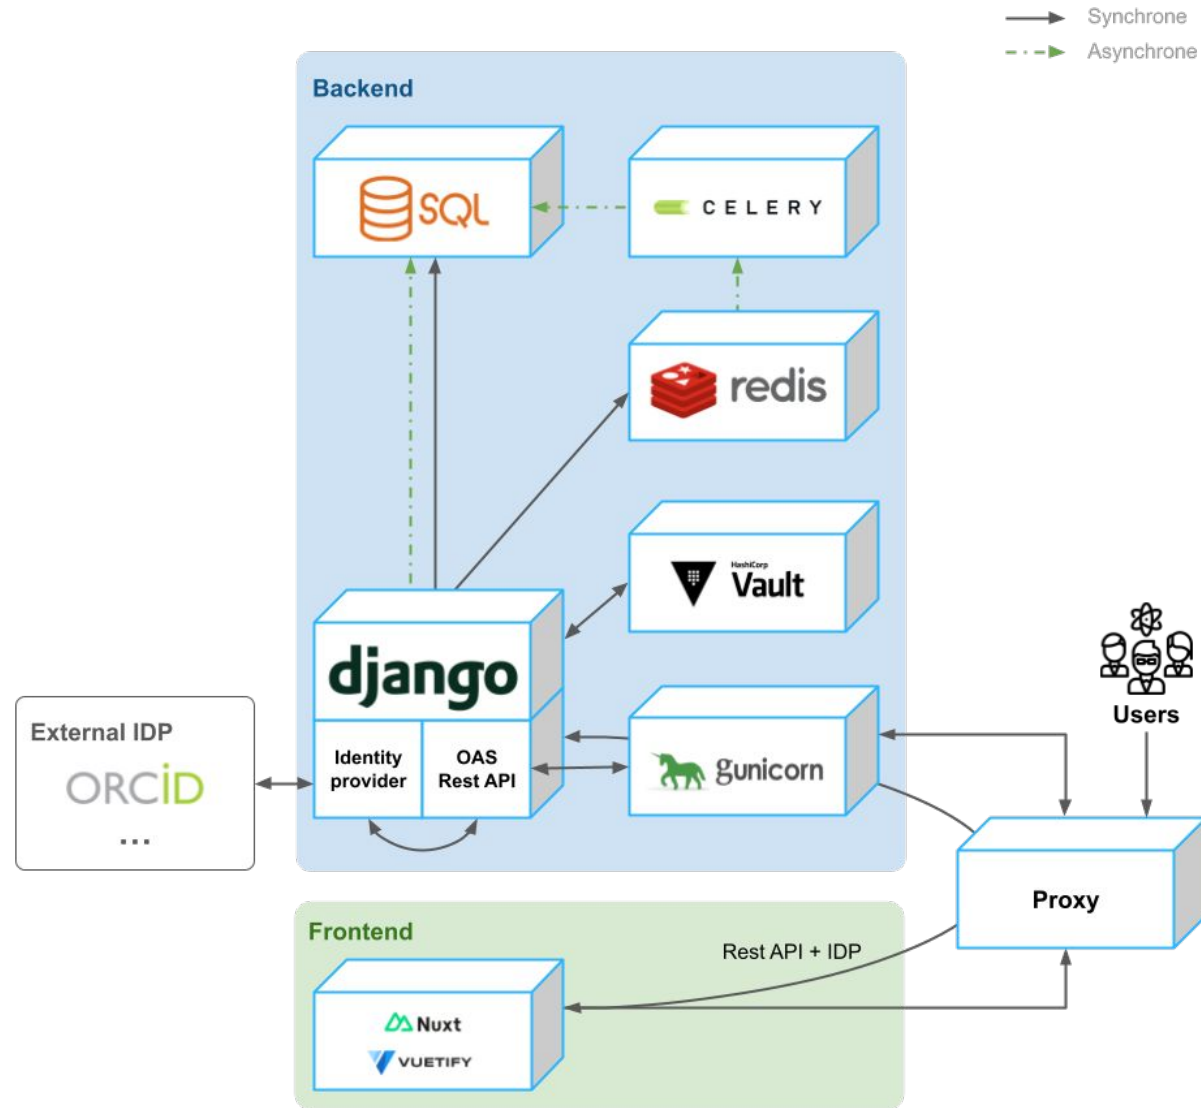 Synchrone
Asynchrone
Backend
SQL
CELERY
redis
HashiCorp
Vault
django
Identity
provider
OAS
Rest API
gunicorn
External IDP
ORCiD
...
Users
Proxy
Frontend
Rest API + IDP
Nuxt
VUETIFY